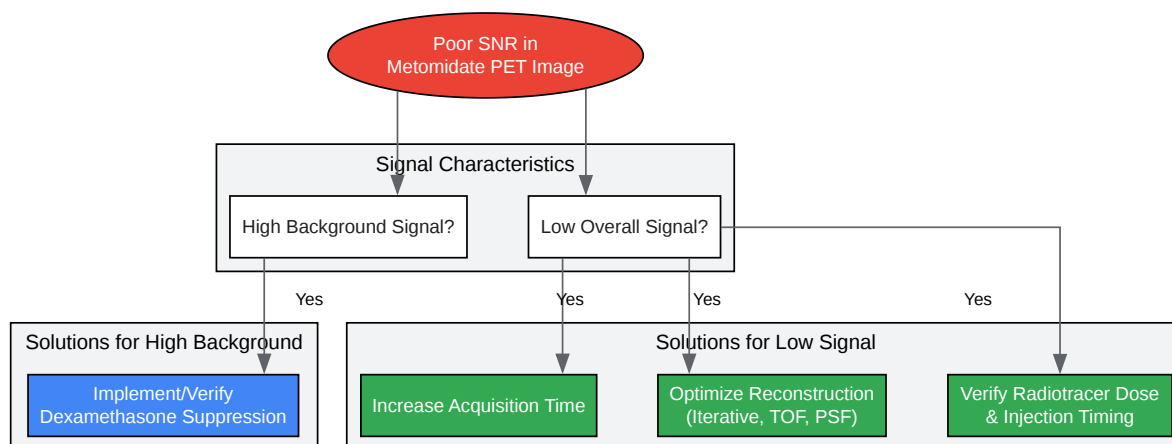 Poor SNR in
Metomidate PET Image
Signal Characteristics
High Background Signal?
Low Overall Signal?
Yes
Yes
Yes
Yes
Solutions for High Background
Solutions for Low Signal
Implement/Verify
Dexamethasone Suppression
Increase Acquisition Time
Optimize Reconstruction
(Iterative, TOF, PSF)
Verify Radiotracer Dose
& Injection Timing